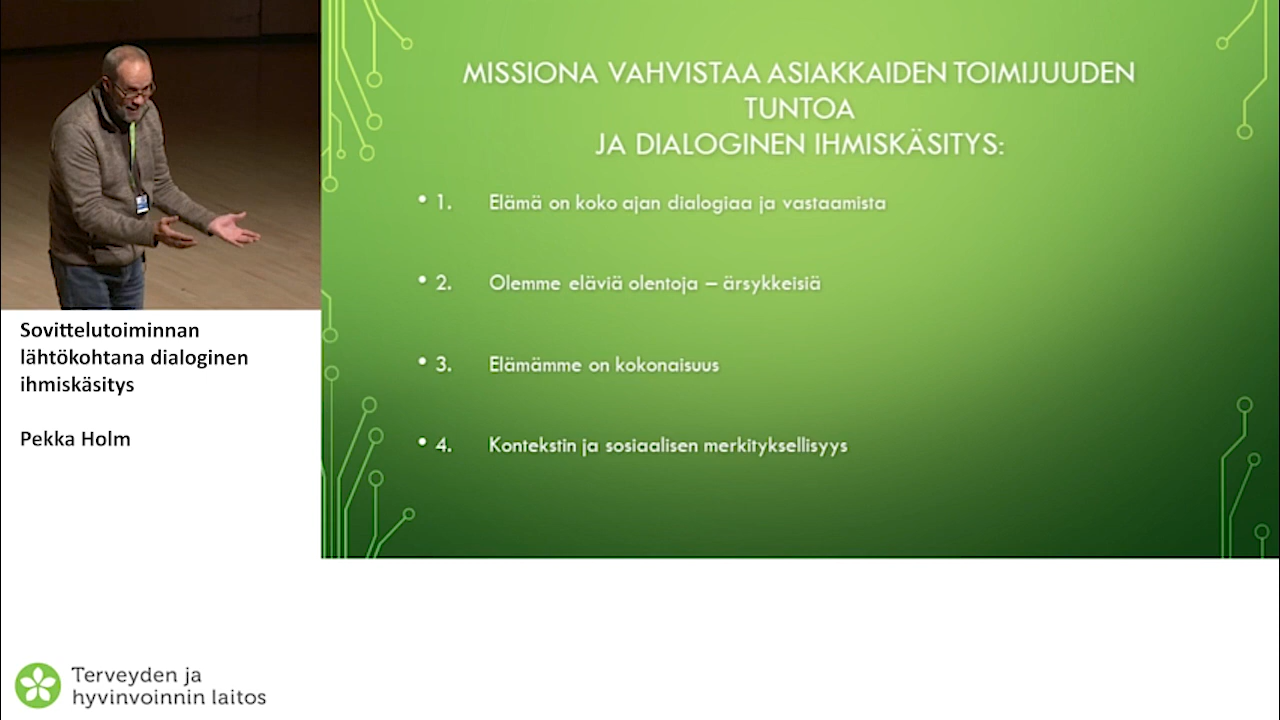 MISSIONA VAHVISTAA ASIAKKAIDEN TOIMIJUUDEN
TUNTOA
JA DIALOGINEN IHMISKÄSITYS:
• 1. Elämä on koko ajan dialogiaa ja vastaamista
• 2. Olemme eläviä olentoja – ärsykkeisiä
• 3. Elämämme on kokonaisuus
• 4. Kontekstin ja sosiaalisen merkityksellisyys
Sovittelutoiminnan
lähtökohtana dialoginen
ihmiskäsitys
Pekka Holm
Terveyden ja
hyvinvoinnin laitos